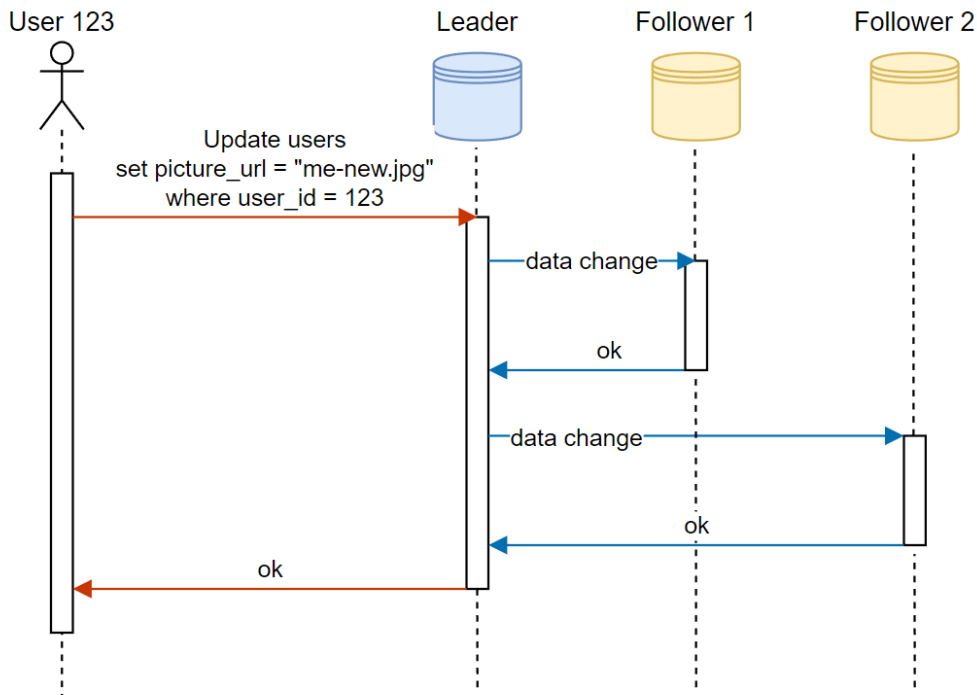 User 123
Leader
Follower 1
Follower 2
Update users
set picture_url = "me-new.jpg"
where user_id = 123
data change
ok
data change
ok
ok